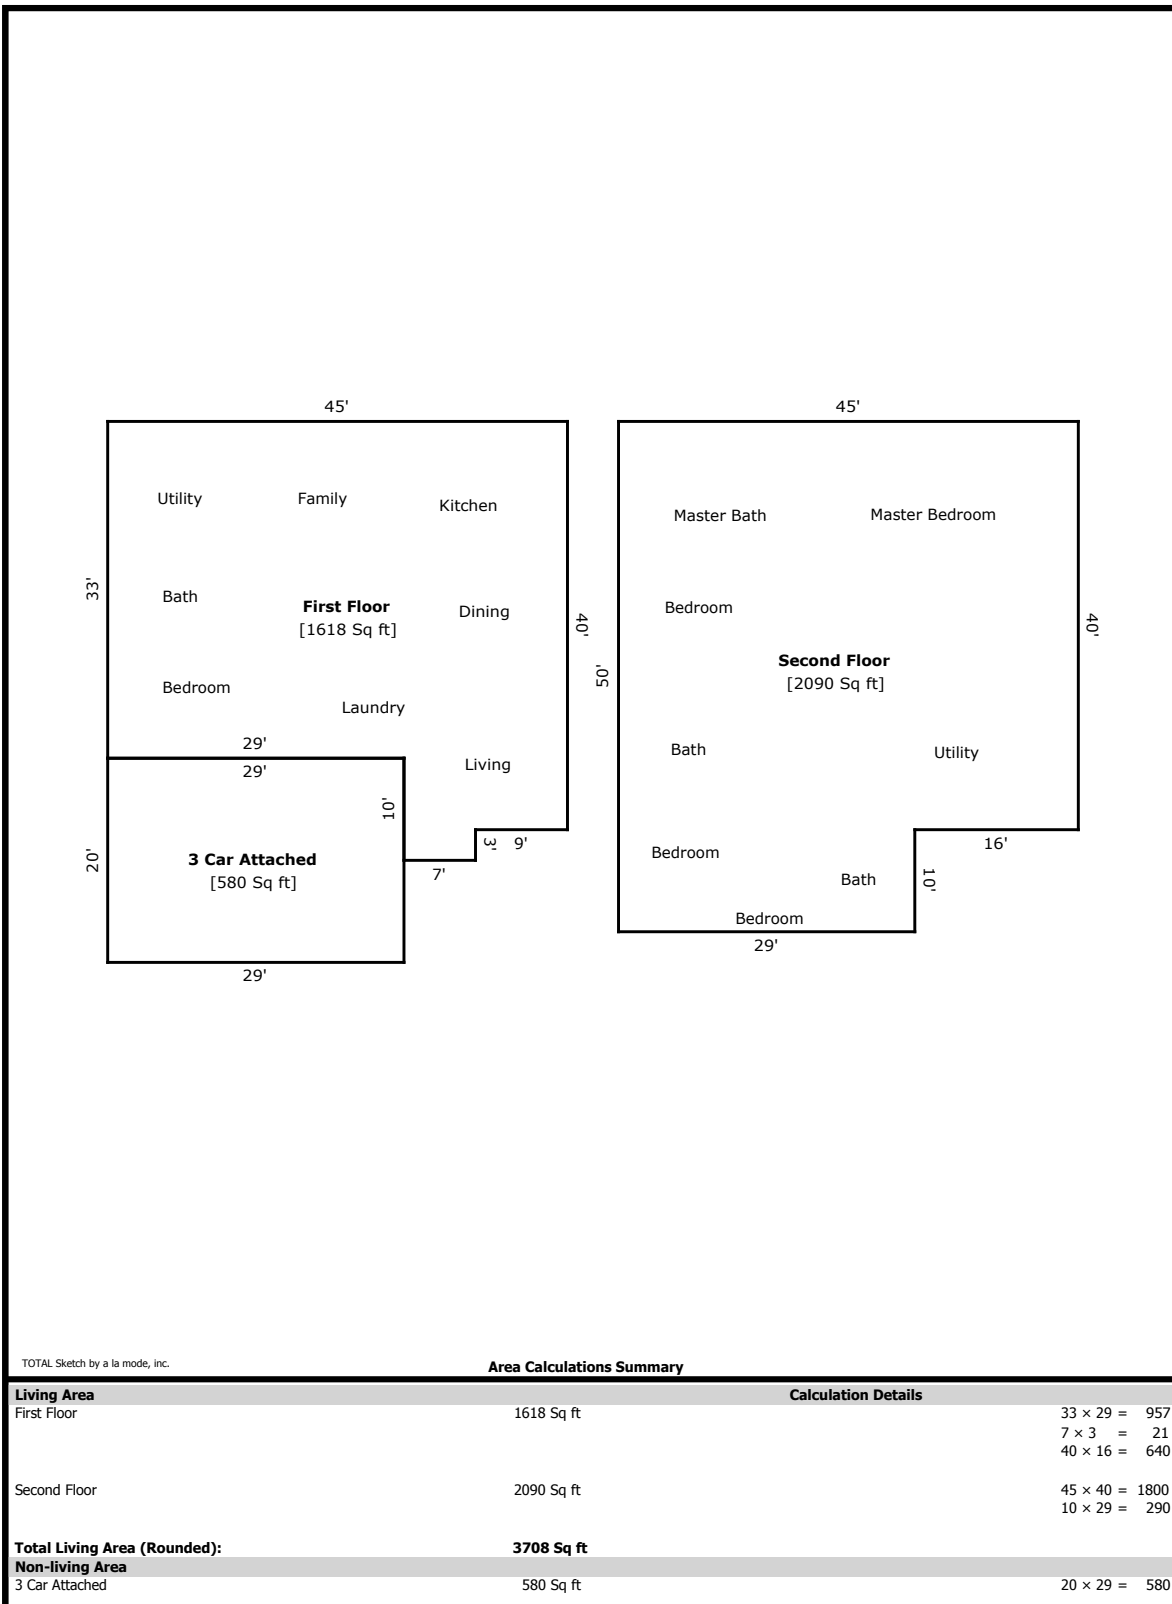 45'
45'
Utility
Family
Kitchen
Master Bath
Master Bedroom
33'
Bath
First Floor
[1618 Sq ft]
Dining
40'
Bedroom
Second Floor
[2090 Sq ft]
50'
40'
Bedroom
Laundry
29'
29'
Living
Bath
Utility
10'
3'
9'
16'
20'
3 Car Attached
[580 Sq ft]
7'
Bedroom
Bath
10'
Bedroom
29'
29'
TOTAL Sketch by a la mode, inc.
Area Calculations Summary
Living Area Calculation Details
First Floor 1618 Sq ft 33 × 29 = 957
7 × 3 = 21
40 × 16 = 640
Second Floor 2090 Sq ft 45 × 40 = 1800
10 × 29 = 290
Total Living Area (Rounded): 3708 Sq ft
Non-living Area
3 Car Attached 580 Sq ft 20 × 29 = 580